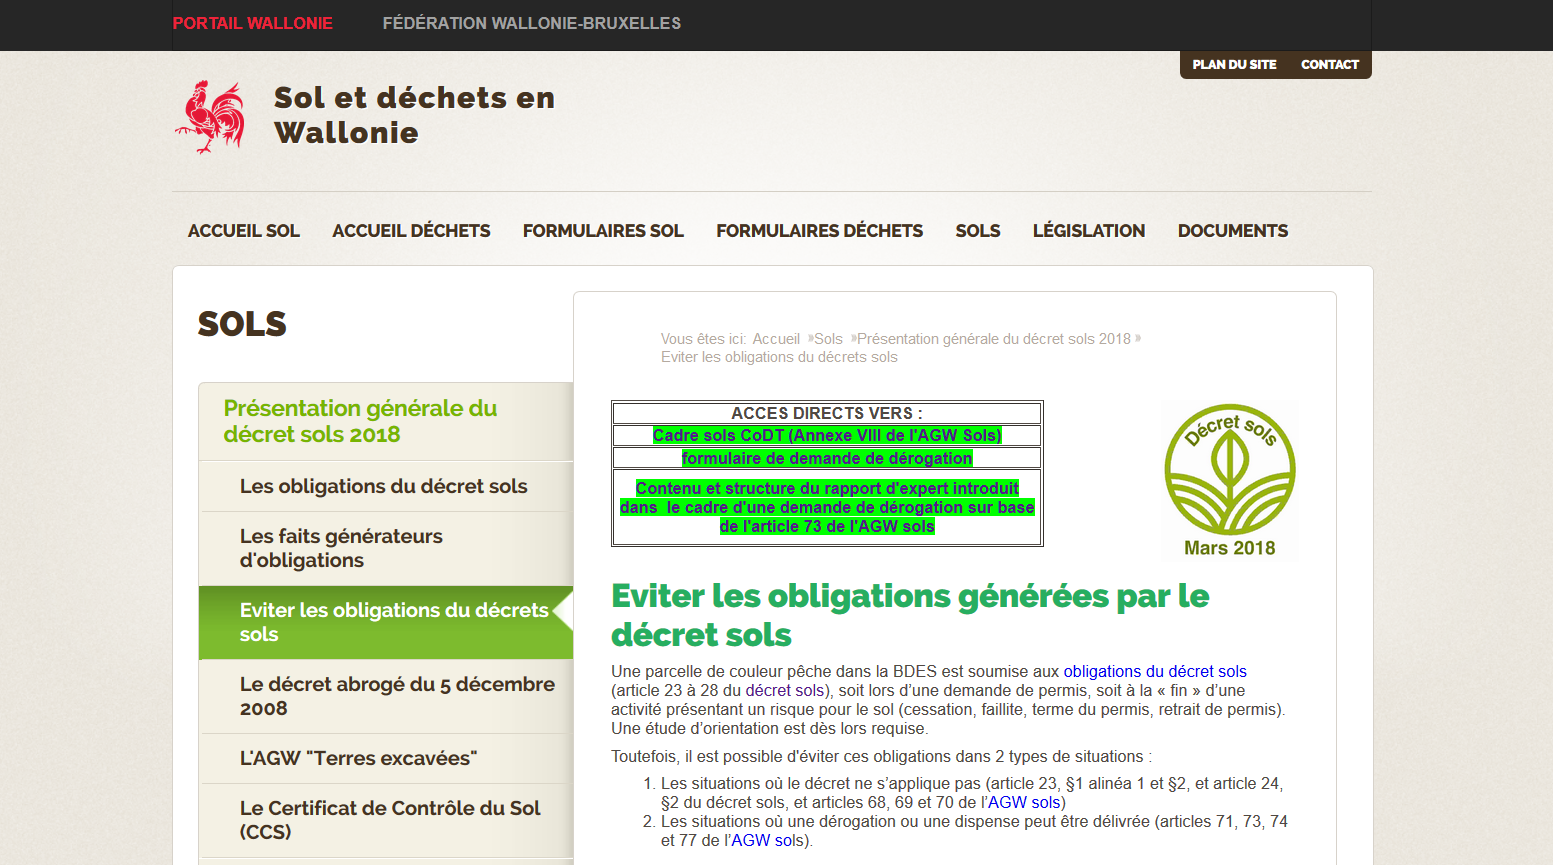 PORTAIL WALLONIE
FÉDÉRATION WALLONIE-BRUXELLES
PLAN DU SITE
CONTACT
Sol et déchets en
Wallonie
ACCUEIL SOL
ACCUEIL DÉCHETS
FORMULAIRES SOL
FORMULAIRES DÉCHETS
SOLS
LÉGISLATION
DOCUMENTS
SOLS
Présentation générale du
décret sols 2018
Les obligations du décret sols
Les faits générateurs
d'obligations
Eviter les obligations du décrets
sols
Le décret abrogé du 5 décembre
2008
L'AGW "Terres excavées"
Le Certificat de Contrôle du Sol
(CCS)
Vous êtes ici: Accueil » Sols » Présentation générale du décret sols 2018 »
Eviter les obligations du décrets sols
ACCES DIRECTS VERS :
Cadre sols CoDT (Annexe VIII de l'AGW Sols)
formulaire de demande de dérogation
Contenu et structure du rapport d'expert introduit
dans le cadre d'une demande de dérogation sur base
de l'article 73 de l'AGW sols
Décret sols
Mars 2018
Eviter les obligations générées par le
décret sols
Une parcelle de couleur pêche dans la BDES est soumise aux obligations du décret sols
(article 23 à 28 du décret sols), soit lors d’une demande de permis, soit à la « fin » d’une
activité présentant un risque pour le sol (cessation, faillite, terme du permis, retrait de permis).
Une étude d’orientation est dès lors requise.
Toutefois, il est possible d'éviter ces obligations dans 2 types de situations :
1. Les situations où le décret ne s’applique pas (article 23, §1 alinéa 1 et §2, et article 24,
§2 du décret sols, et articles 68, 69 et 70 de l’AGW sols)
2. Les situations où une dérogation ou une dispense peut être délivrée (articles 71, 73, 74
et 77 de l’AGW sols).